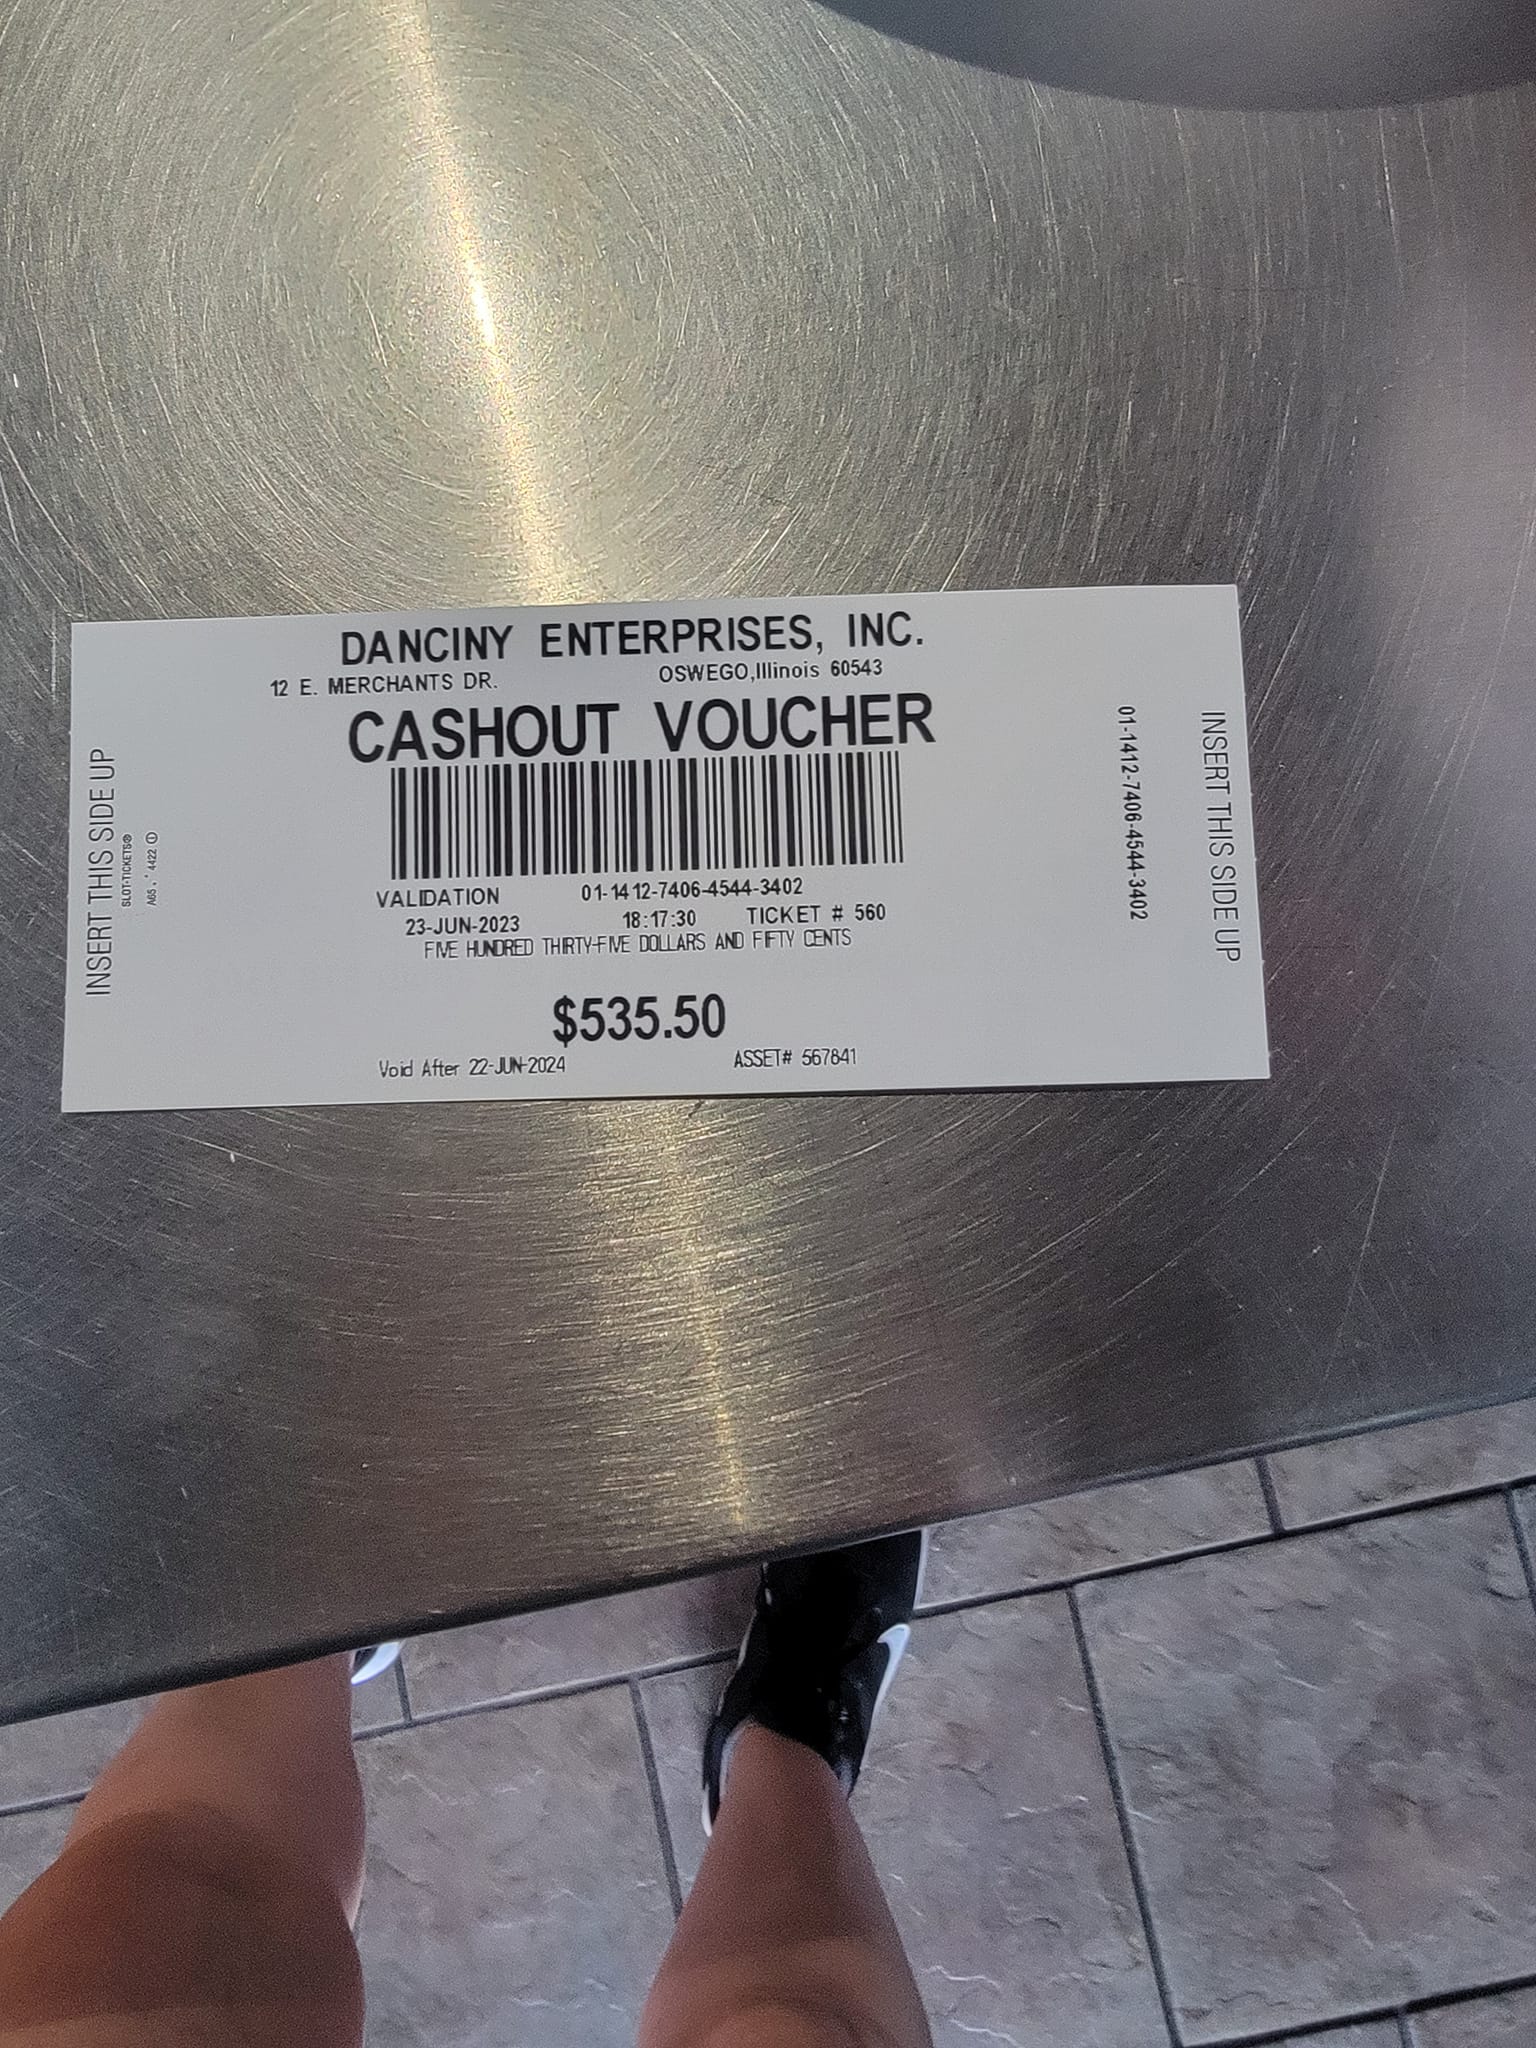 DANCINY ENTERPRISES, INC.
12 E. MERCHANTS DR. OSWEGO,Illinois 60543
CASHOUT VOUCHER
VALIDATION 01-1412-7406-4544-3402
23-JUN-2023 18:17:30 TICKET # 560
FIVE HUNDRED THIRTY-FIVE DOLLARS AND FIFTY CENTS
$535.50
Void After 22-JUN-2024 ASSET# 567841
INSERT THIS SIDE UP
SLOT-TICKETS®
4422
01-1412-7406-4544-3402
INSERT THIS SIDE UP